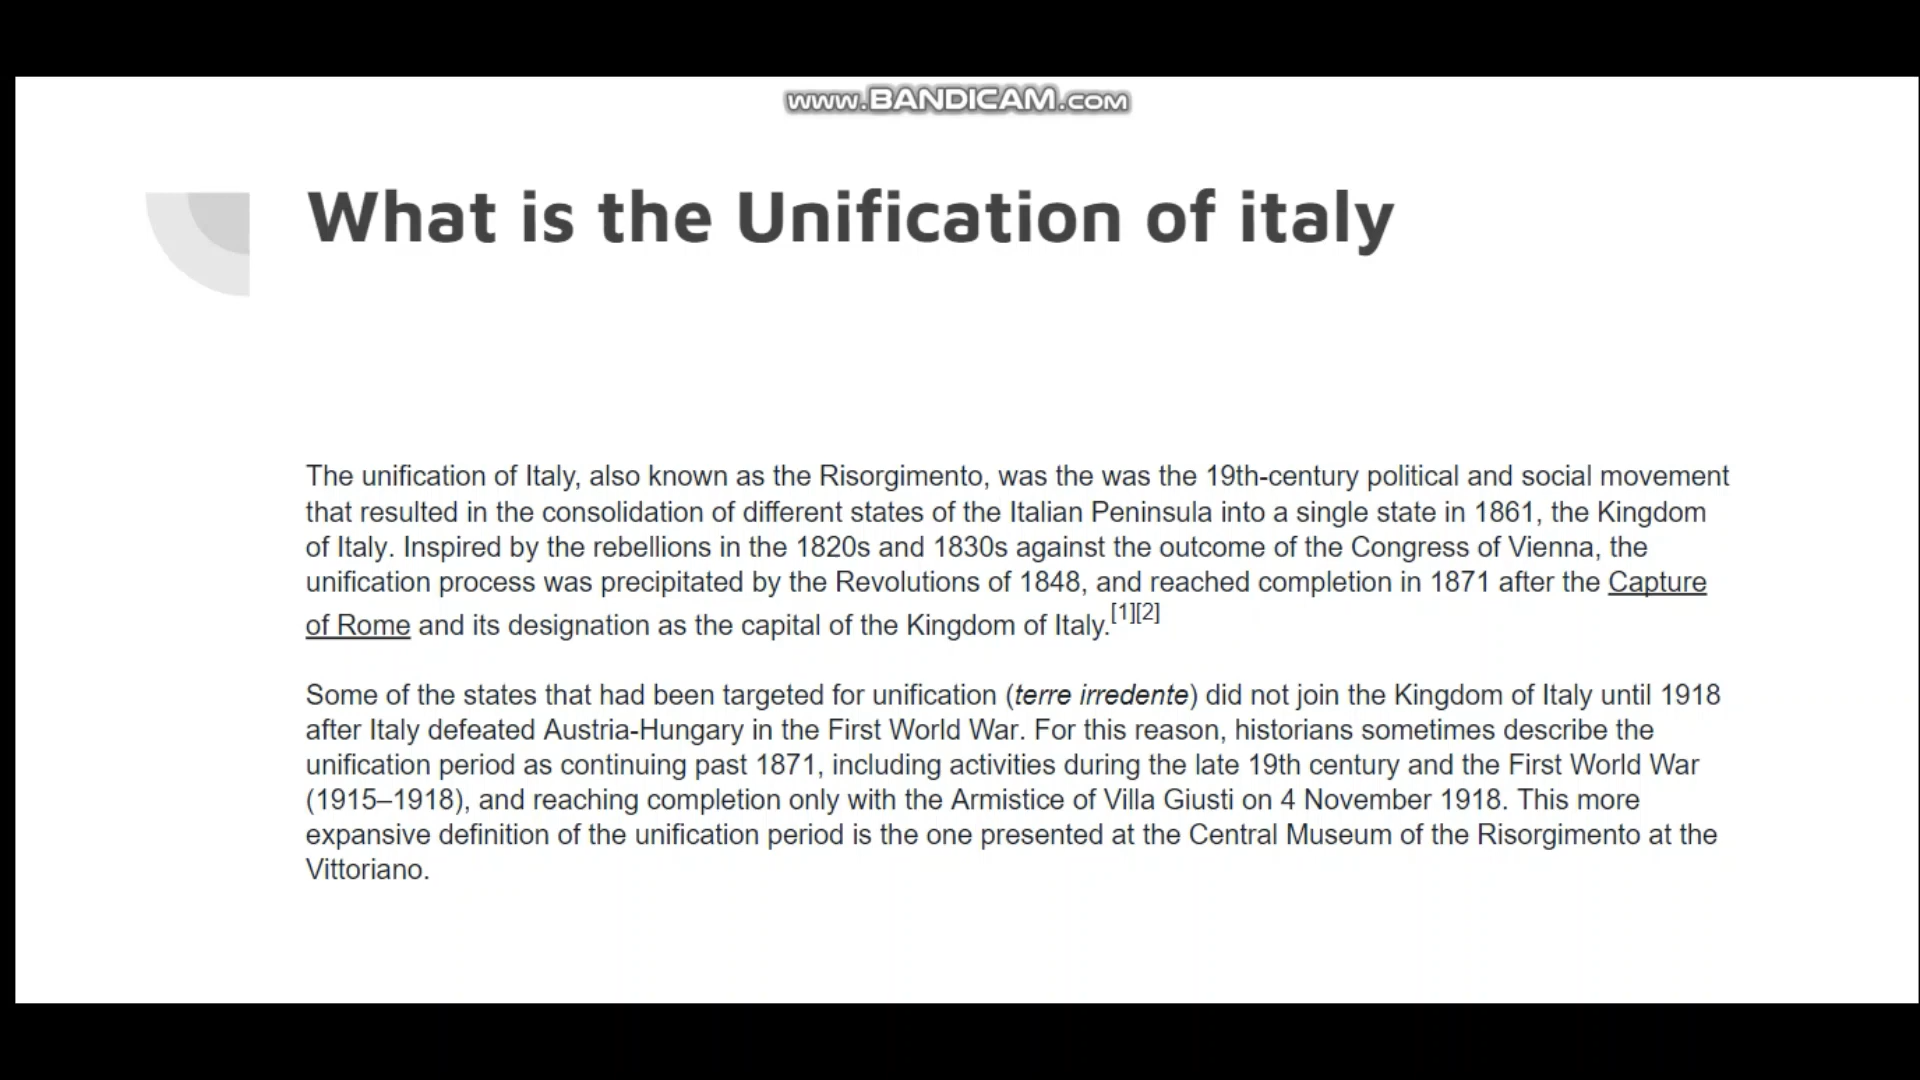 www.BANDICAM.com
What is the Unification of italy
The unification of Italy, also known as the Risorgimento, was the was the 19th-century political and social movement
that resulted in the consolidation of different states of the Italian Peninsula into a single state in 1861, the Kingdom
of Italy. Inspired by the rebellions in the 1820s and 1830s against the outcome of the Congress of Vienna, the
unification process was precipitated by the Revolutions of 1848, and reached completion in 1871 after the Capture
of Rome and its designation as the capital of the Kingdom of Italy.[1][2]
Some of the states that had been targeted for unification (terre irredente) did not join the Kingdom of Italy until 1918
after Italy defeated Austria-Hungary in the First World War. For this reason, historians sometimes describe the
unification period as continuing past 1871, including activities during the late 19th century and the First World War
(1915–1918), and reaching completion only with the Armistice of Villa Giusti on 4 November 1918. This more
expansive definition of the unification period is the one presented at the Central Museum of the Risorgimento at the
Vittoriano.